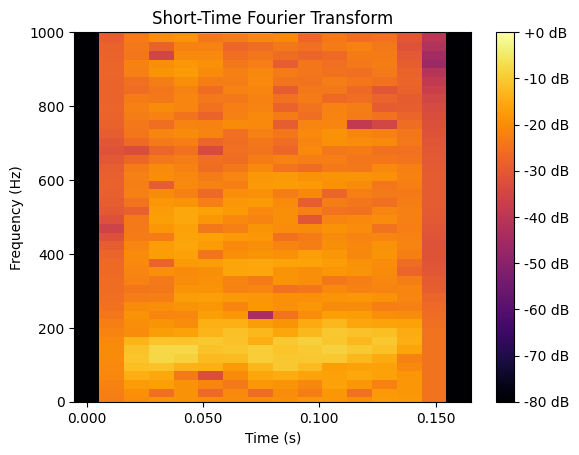 Short-Time Fourier Transform
Frequency (Hz)
1000
800
600
400
200
0
0.000
0.050
0.100
0.150
Time (s)
+0 dB
-10 dB
-20 dB
-30 dB
-40 dB
-50 dB
-60 dB
-70 dB
-80 dB